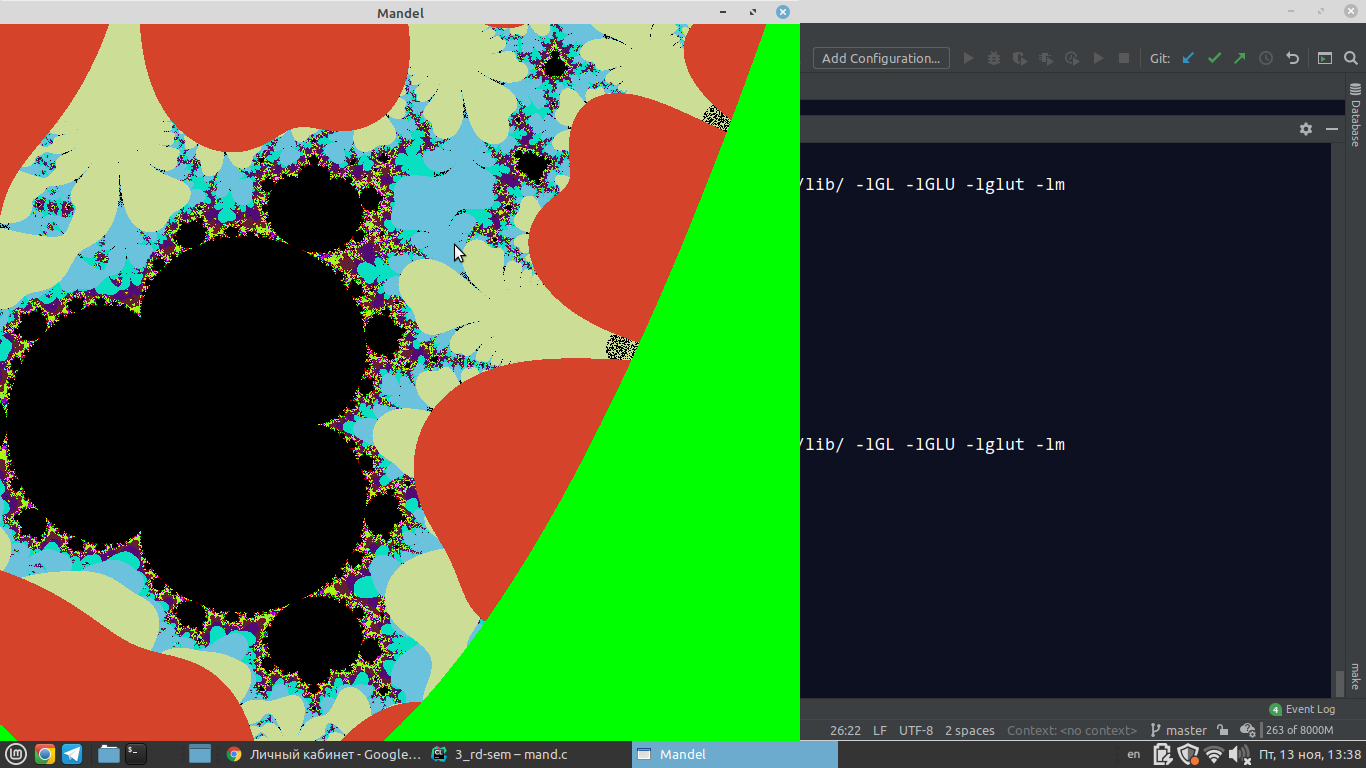 Mandel
Add Configuration...
Git:
Database
/lib/ -lGL -lGLU -lglut -lm
/lib/ -lGL -lGLU -lglut -lm
make
4 Event Log
26:22 LF UTF-8 2 spaces Context: <no context> master 263 of 8000M
Личный кабинет - Google... 3_rd-sem – mand.c Mandel en Пт, 13 ноя, 13:38